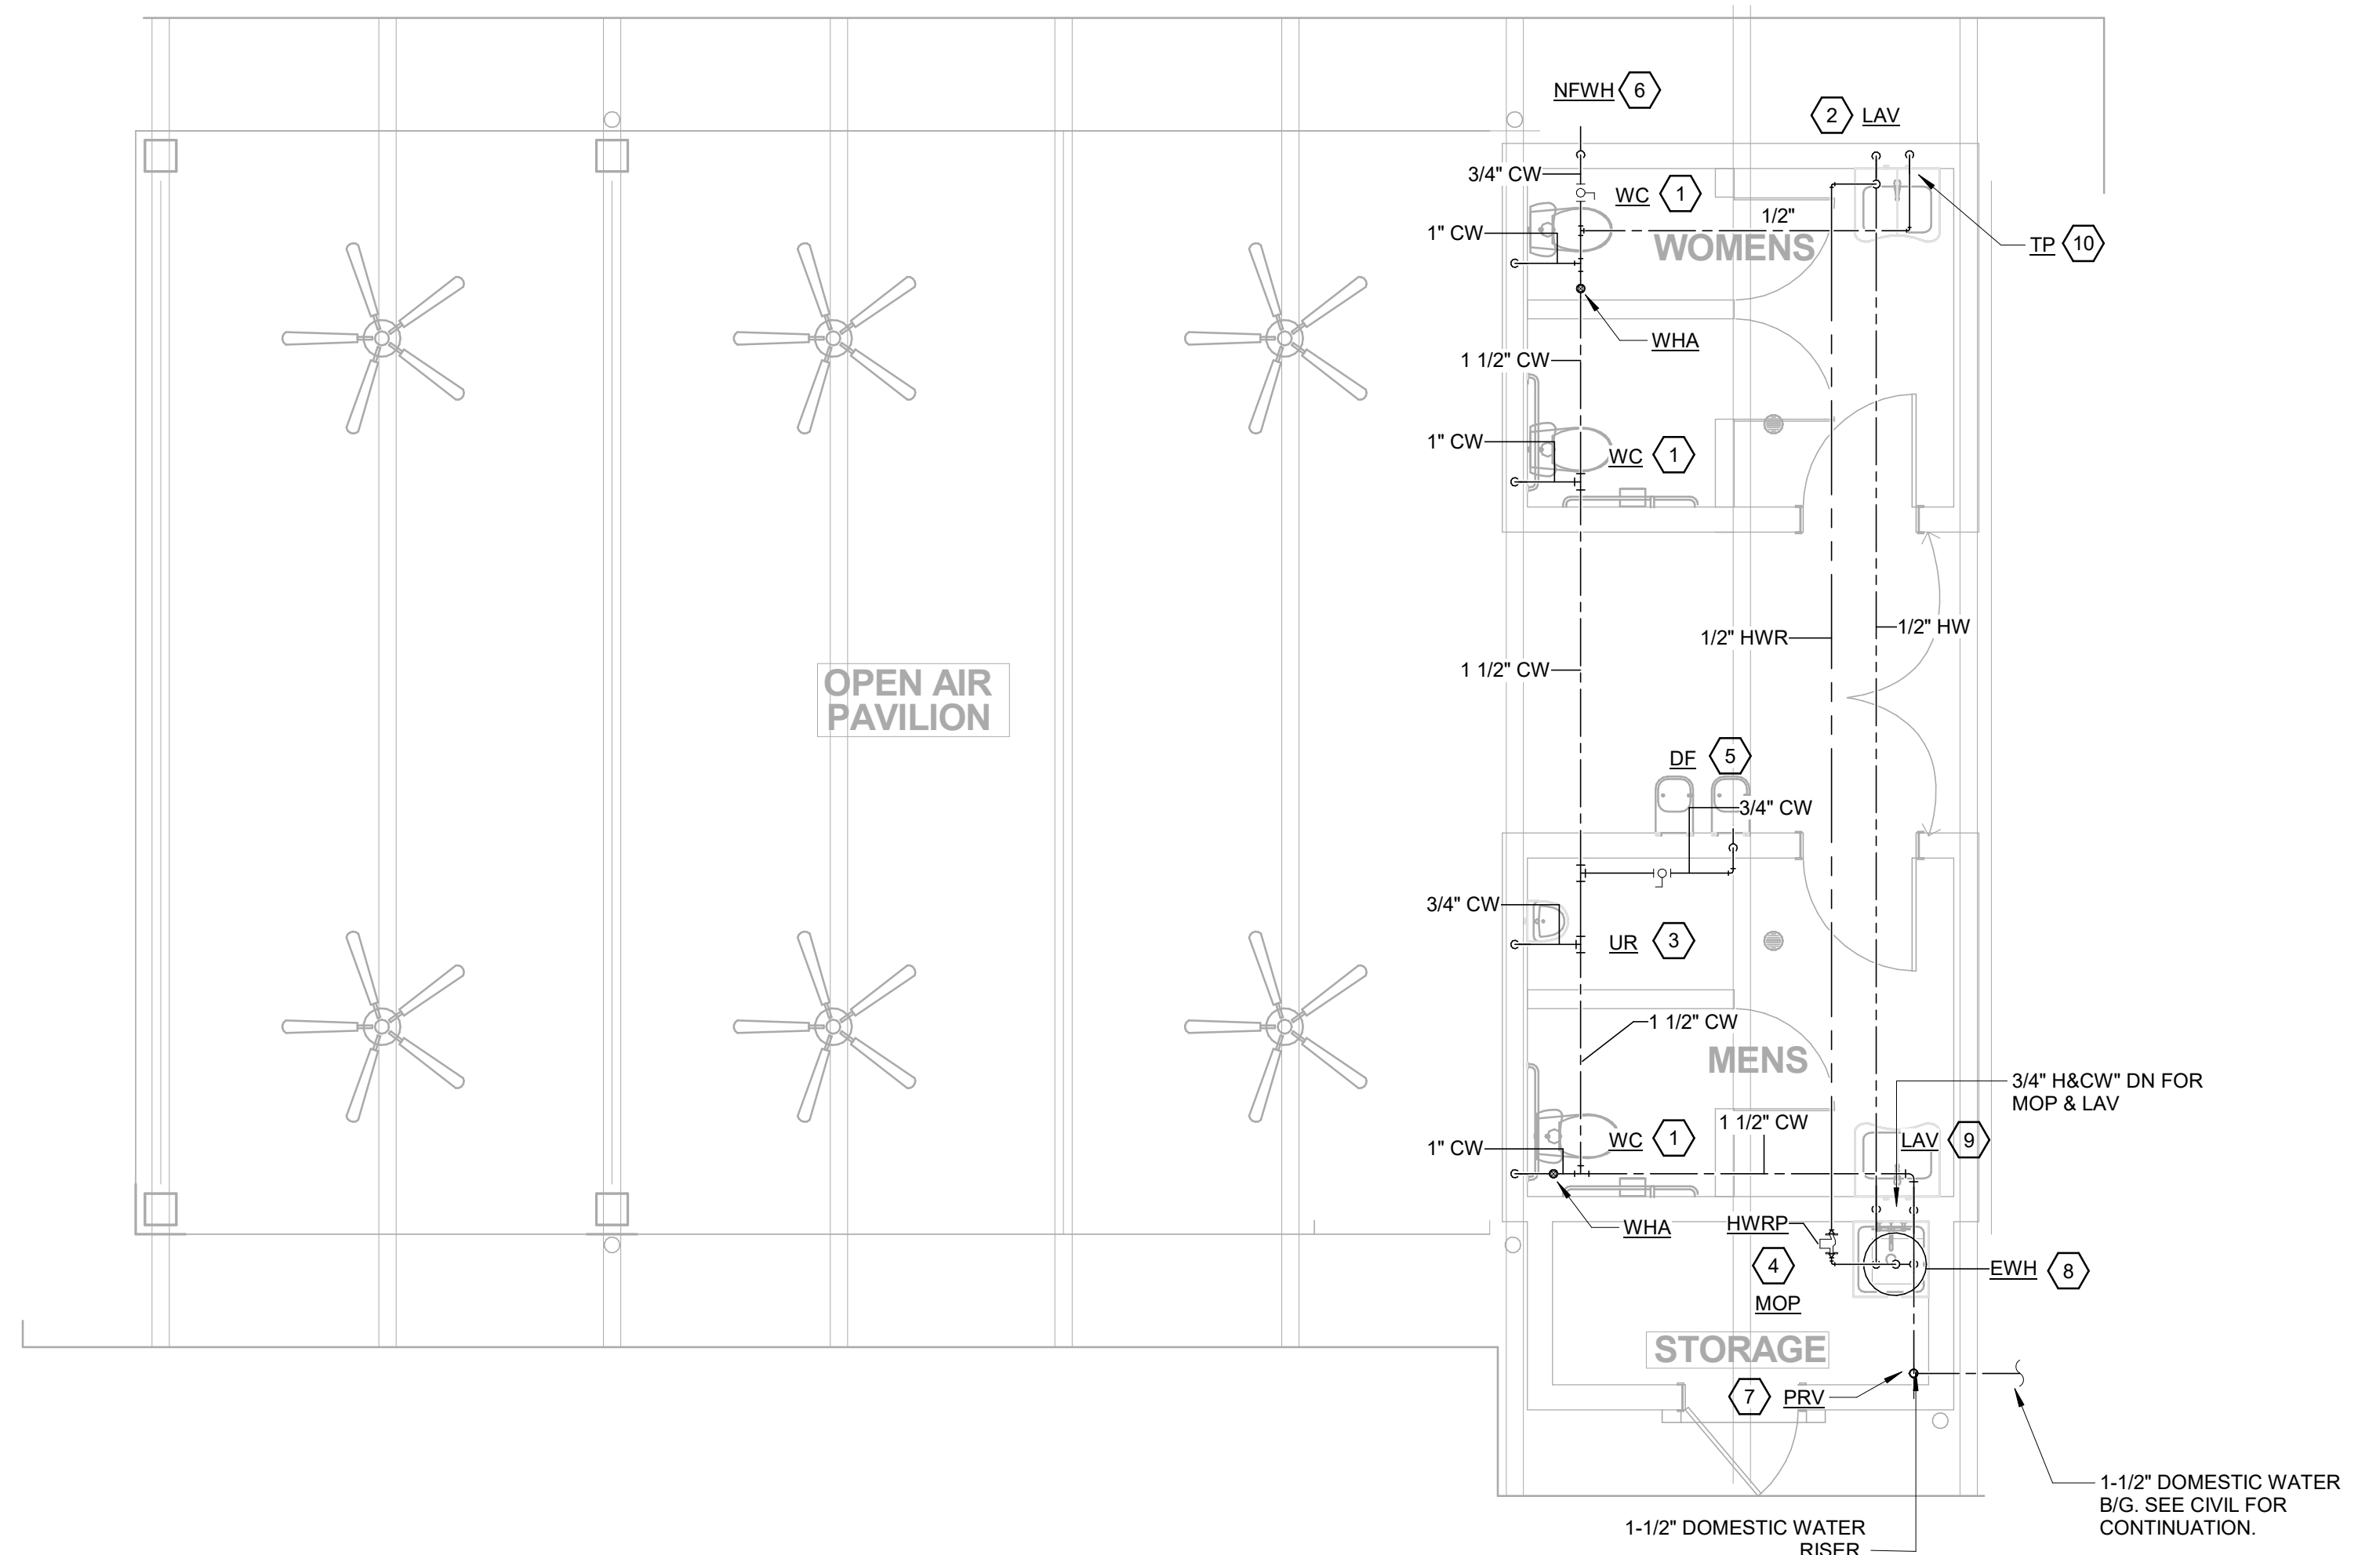 NFWH 6
2 LAV
3/4" CW
WC 1
1/2"
1" CW
WOMENS
TP 10
WHA
1 1/2" CW
1" CW
WC 1
1/2" HWR
1/2" HW
1 1/2" CW
OPEN AIR
PAVILION
DF 5
3/4" CW
3/4" CW
UR 3
1 1/2" CW
MENS
3/4" H&CW" DN FOR
MOP & LAV
1 1/2" CW
1" CW
WC 1
LAV 9
WHA
HWRP
4
MOP
EWH 8
STORAGE
7 PRV
1-1/2" DOMESTIC WATER
B/G. SEE CIVIL FOR
CONTINUATION.
1-1/2" DOMESTIC WATER
RISER